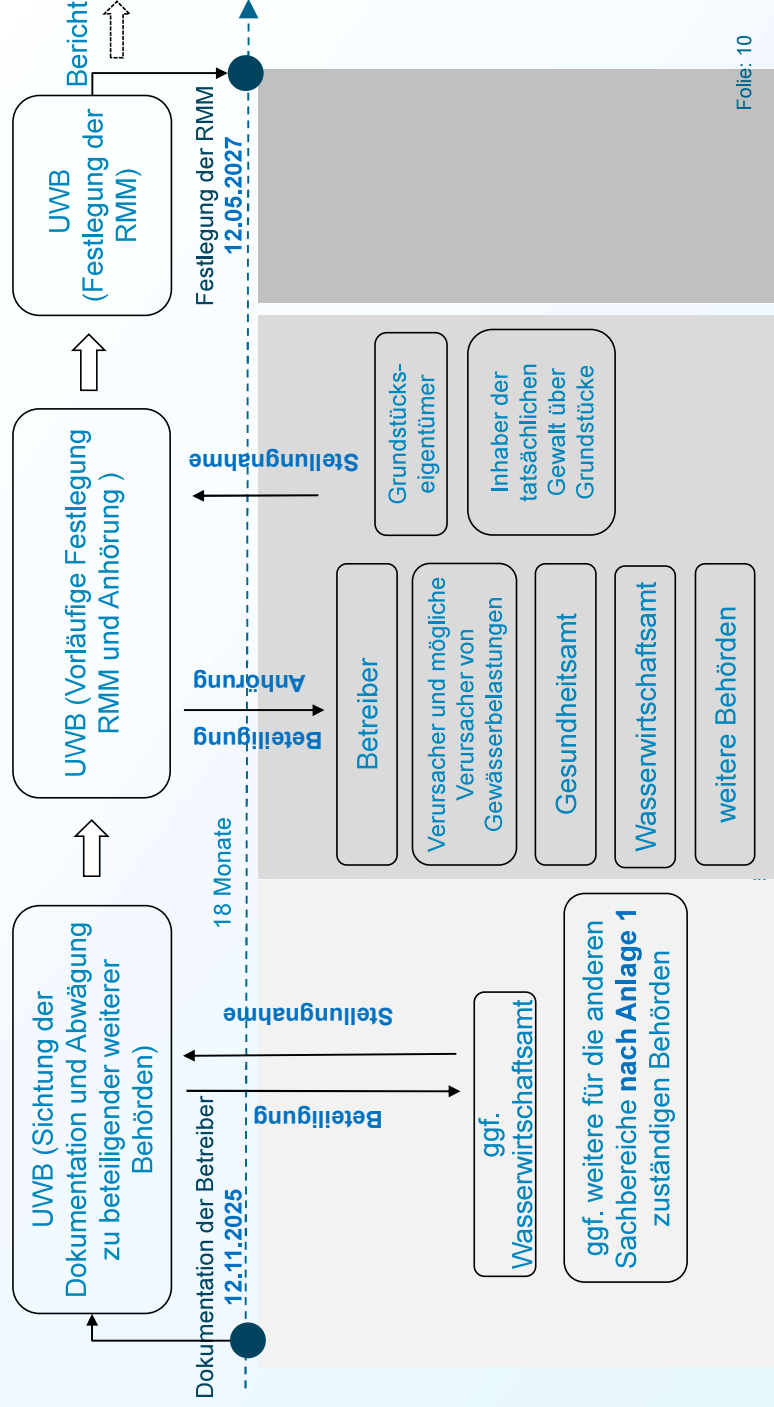 UWB (Sichtung der
Dokumentation und Abwägung
zu beteiligender weiterer
Behörden)
UWB (Vorläufige Festlegung
RMM und Anhörung )
UWB
(Festlegung der
RMM)
Bericht
Dokumentation der Betreiber
12.11.2025
18 Monate
Festlegung der RMM
12.05.2027
Beteiligung
Stellungnahme
Beteiligung
Anhörung
Stellungnahme
ggf.
Wasserwirtschaftsamt
ggf. weitere für die anderen
Sachbereiche nach Anlage 1
zuständigen Behörden
Betreiber
Verursacher und mögliche
Verursacher von
Gewässerbelastungen
Gesundheitsamt
Wasserwirtschaftsamt
weitere Behörden
Grundstücks-
eigentümer
Inhaber der
tatsächlichen
Gewalt über
Grundstücke
Folie: 10